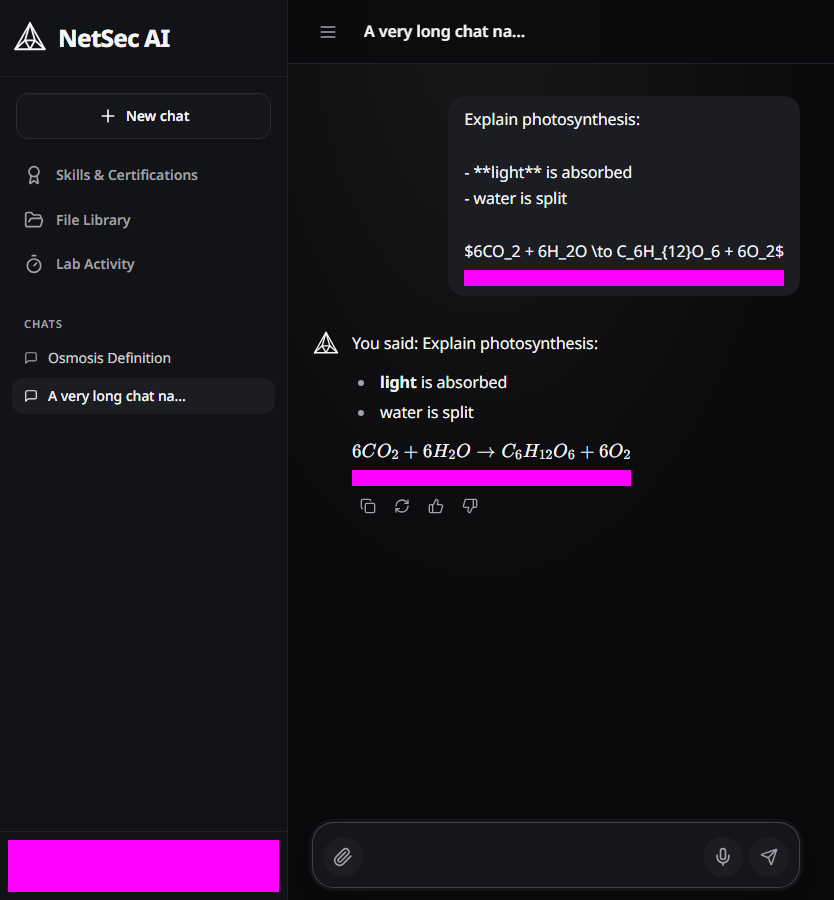 NetSec AI
New chat
Skills & Certifications
File Library
Lab Activity
CHATS
Osmosis Definition
A very long chat na...
A very long chat na...
Explain photosynthesis:
- **light** is absorbed
- water is split
$6CO_2 + 6H_2O \to C_6H_{12}O_6 + 6O_2$
You said: Explain photosynthesis:
• light is absorbed
• water is split
6CO₂ + 6H₂O → C₆H₁₂O₆ + 6O₂